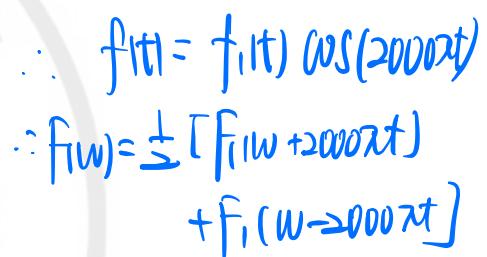 ∴ f(t) = f₁(t) cos(2000πt)
∴ F(w) = 1/2 [F₁(w + 2000πt]
+ F₁(w - 2000πt]